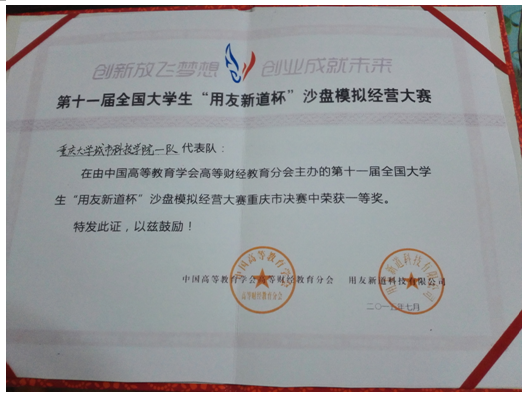 创新放飞梦想 创业成就未来
第十一届全国大学生“用友新道杯”沙盘模拟经营大赛
重庆大学城市科技学院一队 代表队：
在由中国高等教育学会高等财经教育分会主办的第十一届全国大学
生“用友新道杯”沙盘模拟经营大赛重庆市决赛中荣获一等奖。
特发此证，以兹鼓励！
中国高等教育学会高等财经教育分会 用友新道科技有限公司
二〇一五年七月